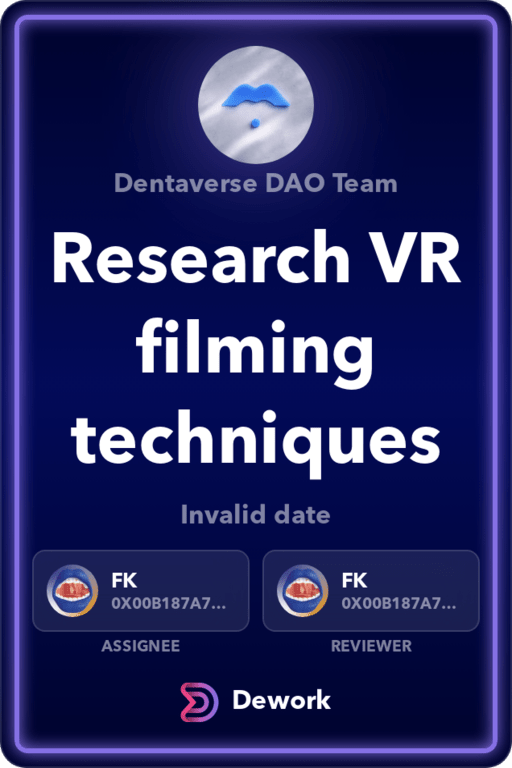 Dentaverse DAO Team
Research VR
filming
techniques
Invalid date
FK
0X00B187A7...
FK
0X00B187A7...
ASSIGNEE
REVIEWER
Dework